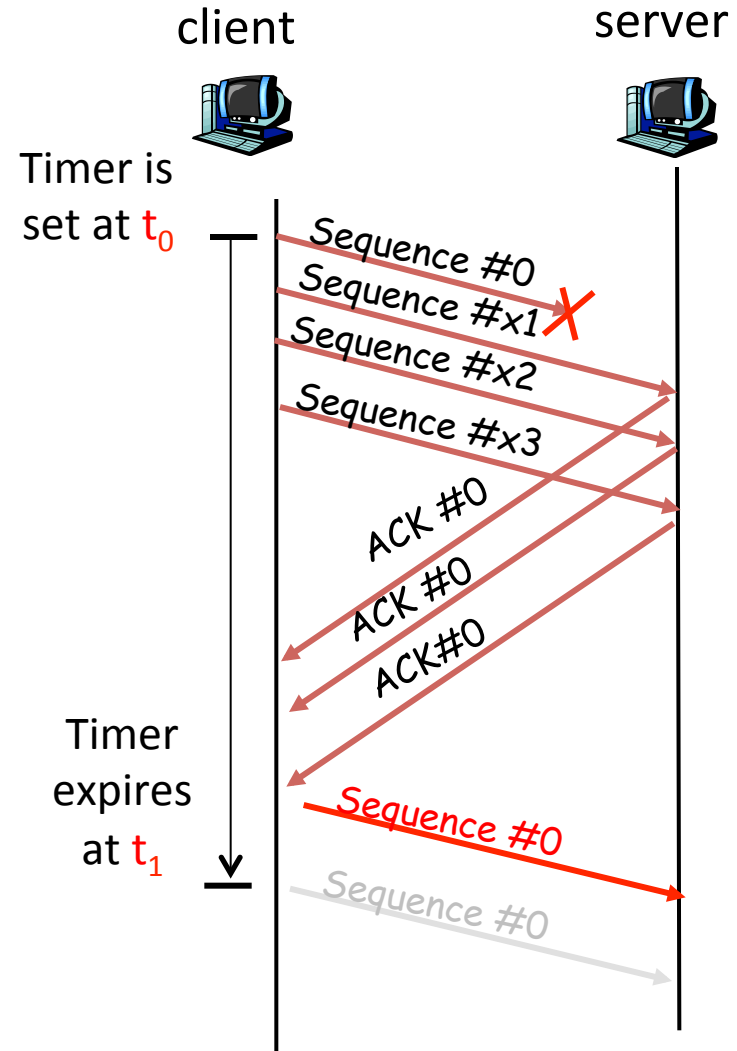 client
server
Timer is
set at t₀
Sequence #0
Sequence #x1
Sequence #x2
Sequence #x3
ACK #0
ACK #0
ACK#0
Timer
expires
at t₁
Sequence #0
Sequence #0